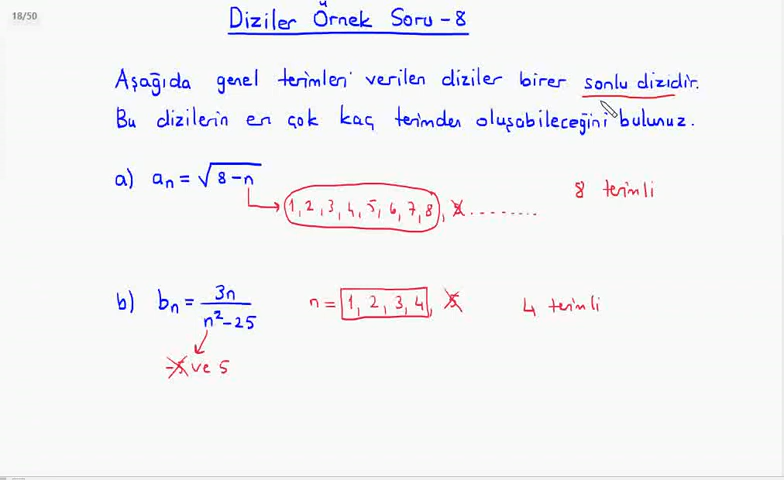 18/50
Diziler Örnek Soru - 8
Aşağıda genel terimleri verilen diziler birer sonlu dizidir.
Bu dizilerin en çok kaç terimden oluşabileceğini bulunuz.
a) aₙ = √(8-n)
1, 2, 3, 4, 5, 6, 7, 8, 9........
8 terimli
b) bₙ = 3n / (n² - 25)
n = 1, 2, 3, 4, 5
4 terimli
-5 ve 5